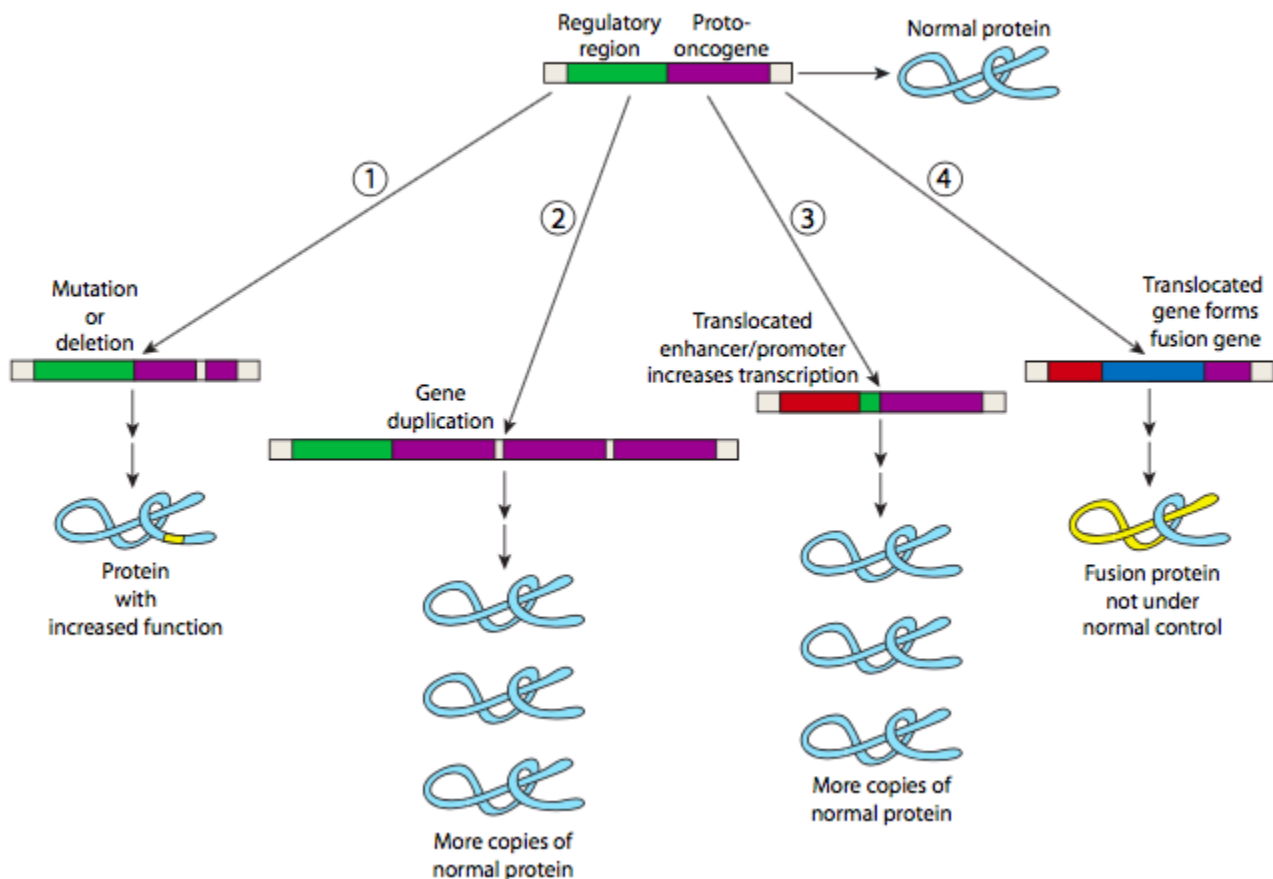 Regulatory
region
Proto-
oncogene
Normal protein
1
2
3
4
Mutation
or
deletion
Gene
duplication
Translocated
enhancer/promoter
increases transcription
Translocated
gene forms
fusion gene
Protein
with
increased function
More copies of
normal protein
More copies of
normal protein
Fusion protein
not under
normal control